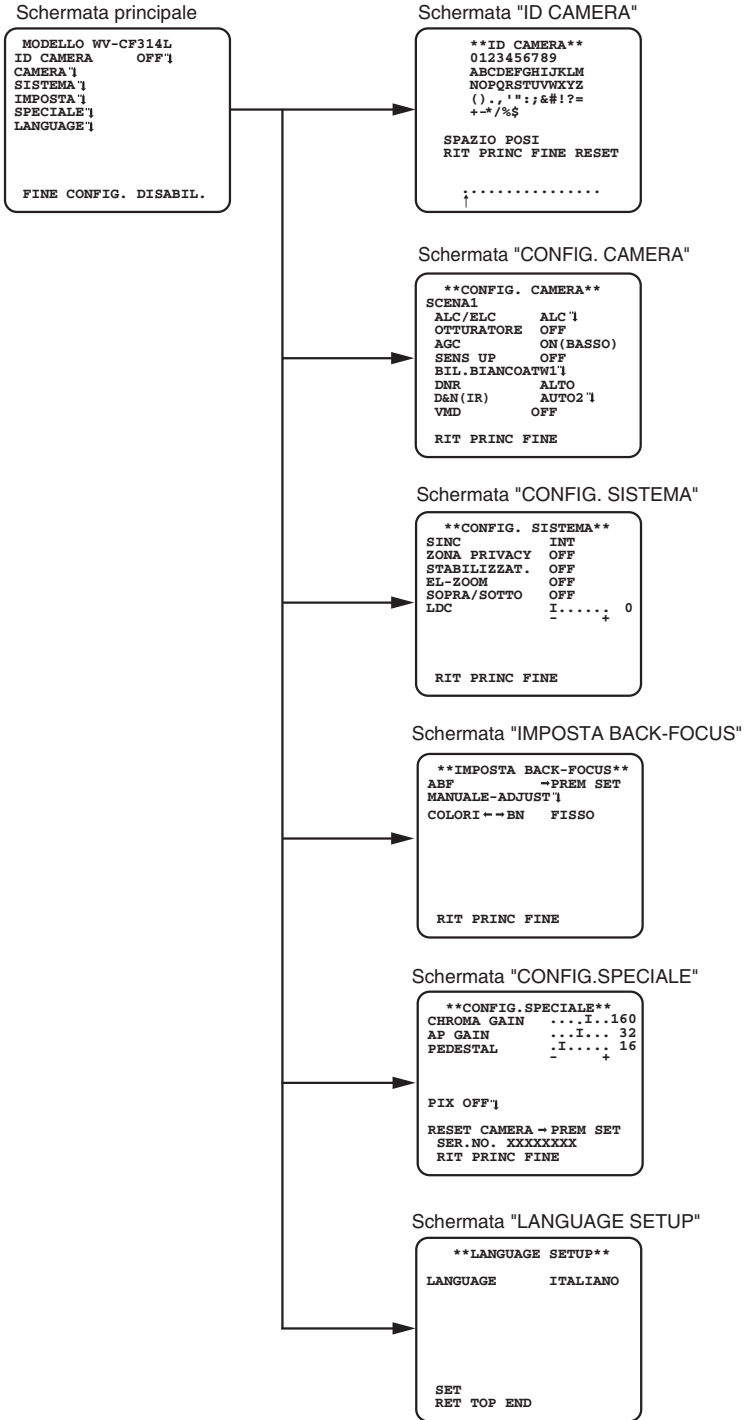 Schermata principale
MODELLO WV-CF314L
ID CAMERA OFF
CAMERA
SISTEMA
IMPOSTA
SPECIALE
LANGUAGE
FINE CONFIG. DISABIL.
Schermata "ID CAMERA"
**ID CAMERA**
0123456789
ABCDEFGHIJKLM
NOPQRSTUVWXYZ
().,'":;&#!?=
+-*/%$
SPAZIO POSI
RIT PRINC FINE RESET
................
↑
Schermata "CONFIG. CAMERA"
**CONFIG. CAMERA**
SCENA1
ALC/ELC ALC
OTTURATORE OFF
AGC ON(BASSO)
SENS UP OFF
BIL.BIANCOATW1
DNR ALTO
D&N(IR) AUTO2
VMD OFF
RIT PRINC FINE
Schermata "CONFIG. SISTEMA"
**CONFIG. SISTEMA**
SINC INT
ZONA PRIVACY OFF
STABILIZZAT. OFF
EL-ZOOM OFF
SOPRA/SOTTO OFF
LDC I...... 0
- +
RIT PRINC FINE
Schermata "IMPOSTA BACK-FOCUS"
**IMPOSTA BACK-FOCUS**
ABF →PREM SET
MANUALE-ADJUST
COLORI←→BN FISSO
RIT PRINC FINE
Schermata "CONFIG.SPECIALE"
**CONFIG.SPECIALE**
CHROMA GAIN ....I..160
AP GAIN ...I... 32
PEDESTAL .I..... 16
- +
PIX OFF
RESET CAMERA → PREM SET
SER.NO. XXXXXXXX
RIT PRINC FINE
Schermata "LANGUAGE SETUP"
**LANGUAGE SETUP**
LANGUAGE ITALIANO
SET
RET TOP END